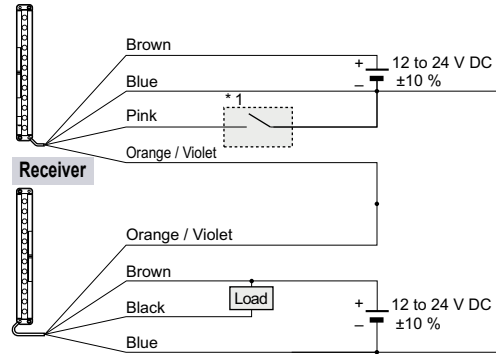 Brown
+ 12 to 24 V DC
– ±10 %
Blue
* 1
Pink
Orange / Violet
Receiver
Orange / Violet
Brown
Load
Black
+ 12 to 24 V DC
– ±10 %
Blue